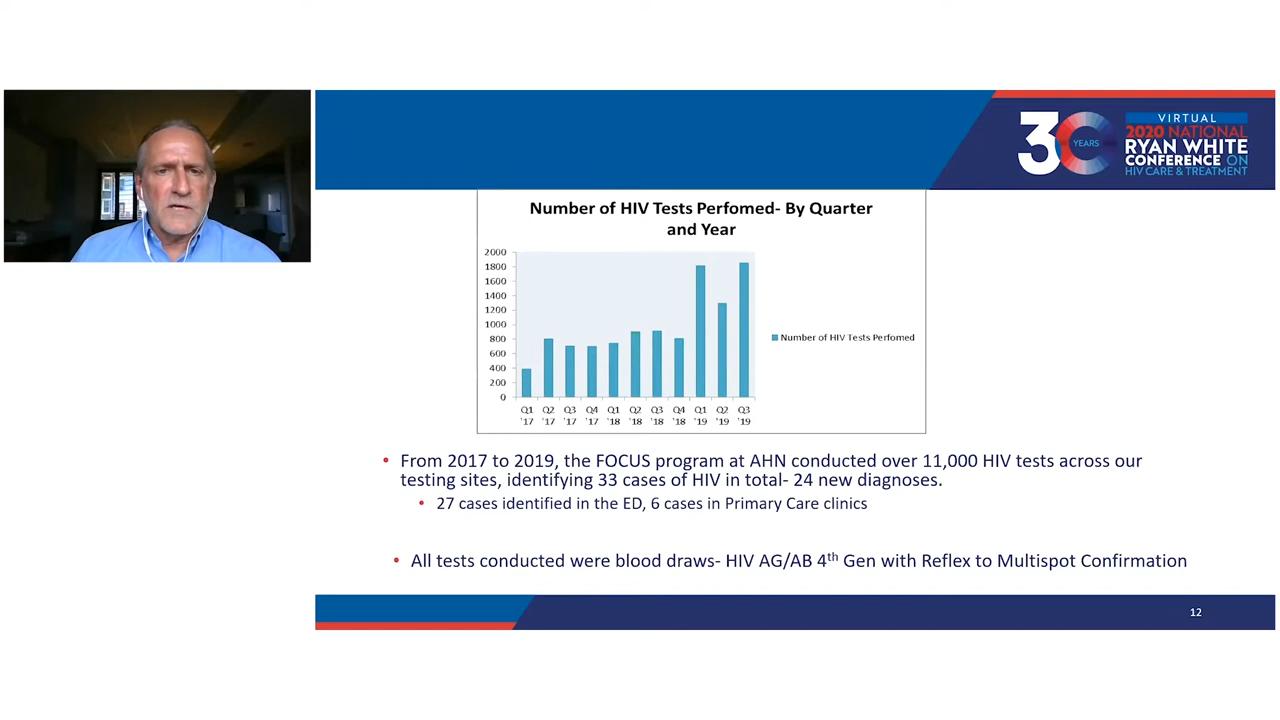 VIRTUAL
30 YEARS
2020 NATIONAL
RYAN WHITE
CONFERENCE ON
HIV CARE & TREATMENT
Number of HIV Tests Perfomed- By Quarter
and Year
2000
1800
1600
1400
1200
1000
800
600
400
200
0
Q1 Q2 Q3 Q4 Q1 Q2 Q3 Q4 Q1 Q2 Q3
'17 '17 '17 '17 '18 '18 '18 '18 '19 '19 '19
Number of HIV Tests Perfomed
• From 2017 to 2019, the FOCUS program at AHN conducted over 11,000 HIV tests across our
testing sites, identifying 33 cases of HIV in total- 24 new diagnoses.
• 27 cases identified in the ED, 6 cases in Primary Care clinics
• All tests conducted were blood draws- HIV AG/AB 4th Gen with Reflex to Multispot Confirmation
12